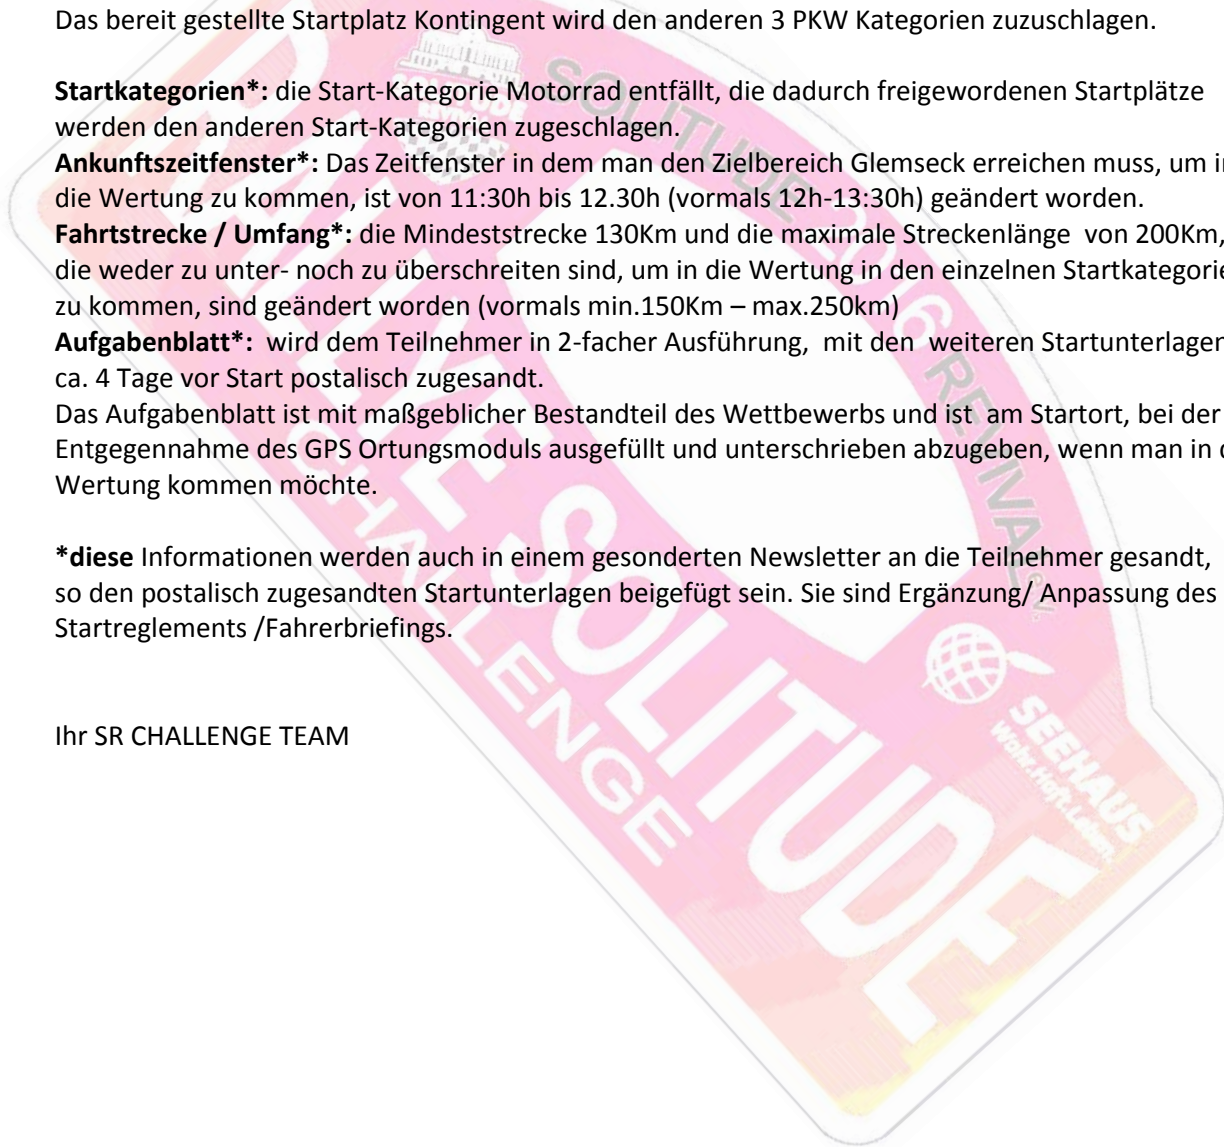 Das bereit gestellte Startplatz Kontingent wird den anderen 3 PKW Kategorien zuzuschlagen.
Startkategorien*: die Start-Kategorie Motorrad entfällt, die dadurch freigewordenen Startplätze
werden den anderen Start-Kategorien zugeschlagen.
Ankunftszeitfenster*: Das Zeitfenster in dem man den Zielbereich Glemseck erreichen muss, um in
die Wertung zu kommen, ist von 11:30h bis 12.30h (vormals 12h-13:30h) geändert worden.
Fahrtstrecke / Umfang*: die Mindeststrecke 130Km und die maximale Streckenlänge  von 200Km,
die weder zu unter- noch zu überschreiten sind, um in die Wertung in den einzelnen Startkategorie
zu kommen, sind geändert worden (vormals min.150Km – max.250km)
Aufgabenblatt*:  wird dem Teilnehmer in 2-facher Ausführung,  mit den  weiteren Startunterlagen
ca. 4 Tage vor Start postalisch zugesandt.
Das Aufgabenblatt ist mit maßgeblicher Bestandteil des Wettbewerbs und ist  am Startort, bei der
Entgegennahme des GPS Ortungsmoduls ausgefüllt und unterschrieben abzugeben, wenn man in
Wertung kommen möchte.
*diese Informationen werden auch in einem gesonderten Newsletter an die Teilnehmer gesandt,
so den postalisch zugesandten Startunterlagen beigefügt sein. Sie sind Ergänzung/ Anpassung des
Startreglements /Fahrerbriefings.
Ihr SR CHALLENGE TEAM
SOLITUDE 2016 REVIVAL e.V.
SOLITUDE
CHALLENGE
SEEHAUS
Wohr.Haft.Leben.